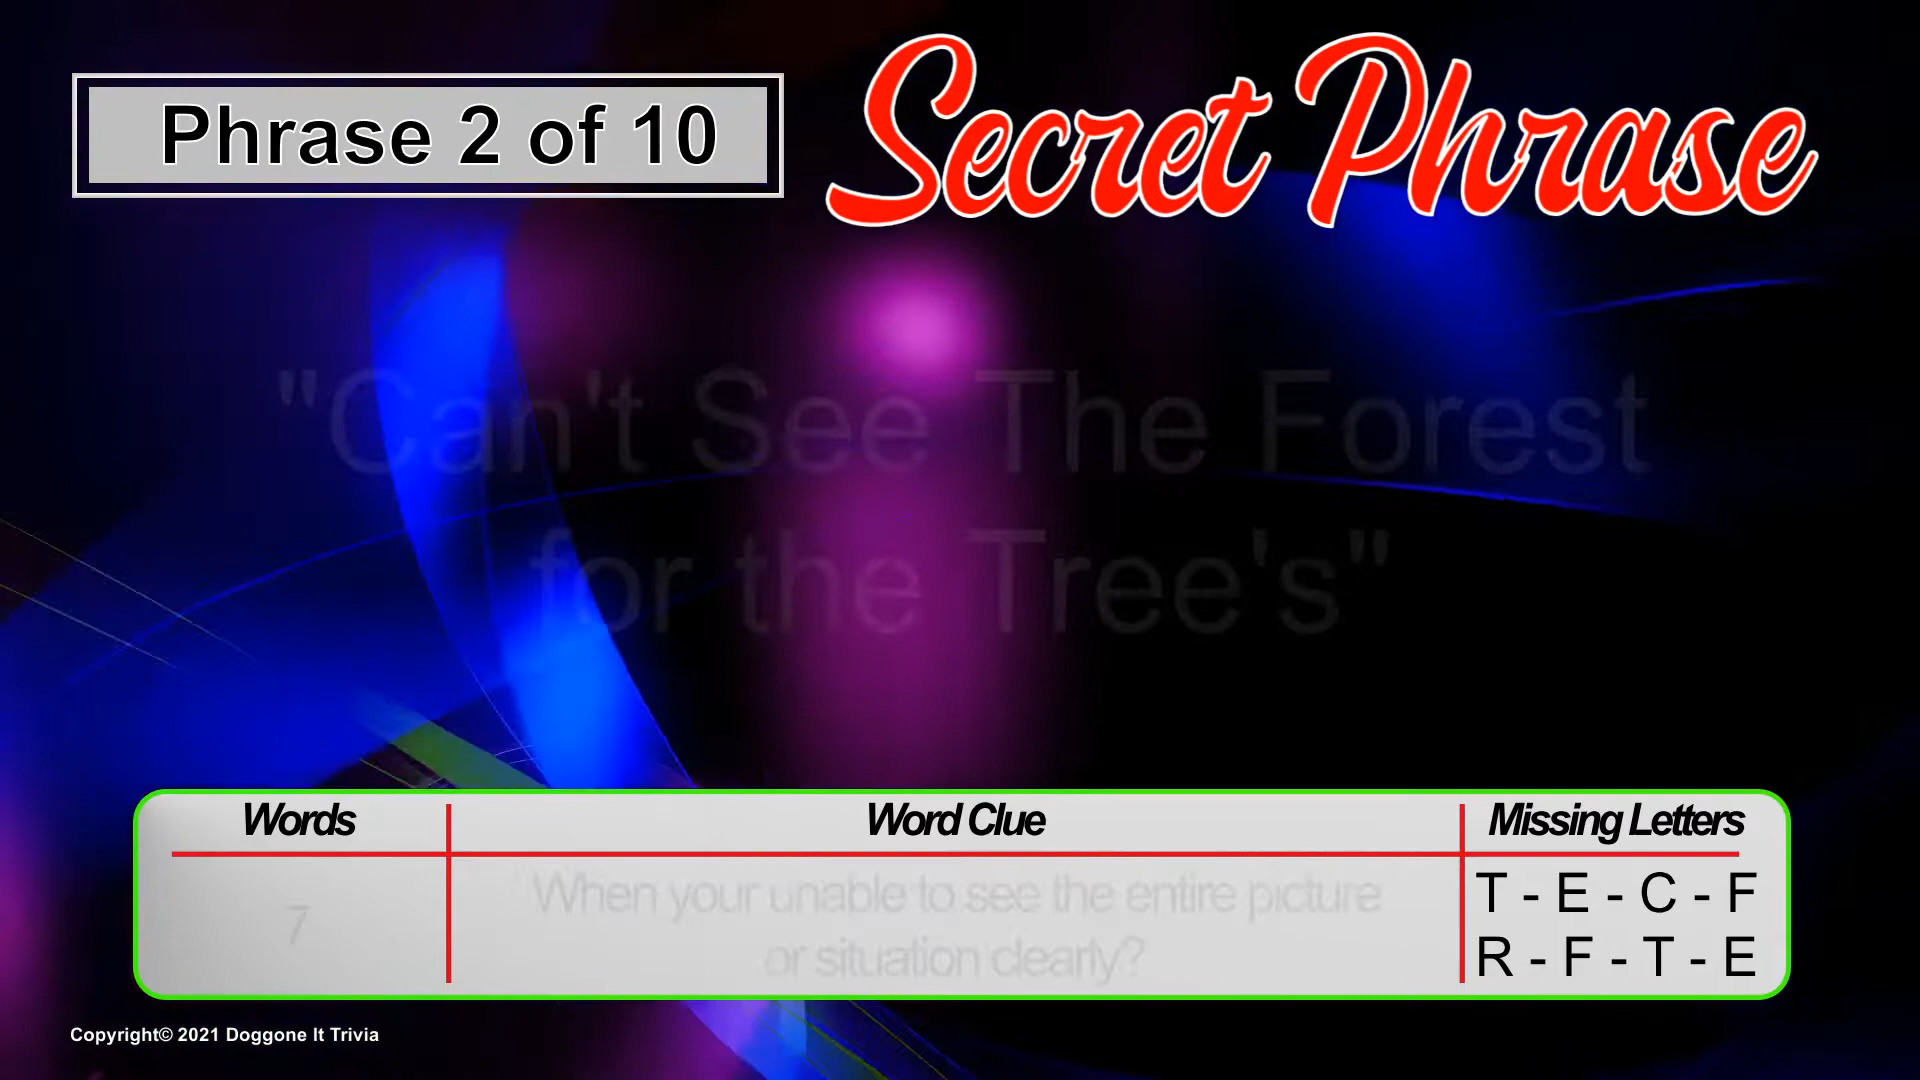 Phrase 2 of 10
Secret Phrase
"Can't See The Forest
for the Tree's"
Words
Word Clue
Missing Letters
7
When your unable to see the entire picture
or situation clearly?
T - E - C - F
R - F - T - E
Copyright© 2021 Doggone It Trivia